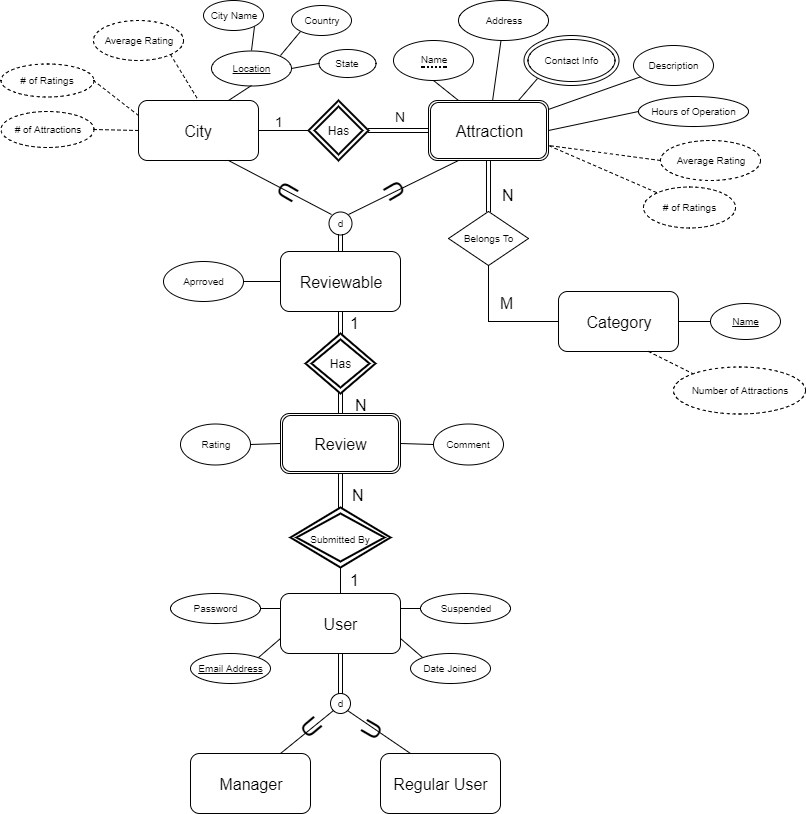 City Name
Country
Address
Average Rating
Location
State
Name
Contact Info
Description
# of Ratings
Hours of Operation
# of Attractions
City
1
Has
N
Attraction
Average Rating
N
# of Ratings
d
Belongs To
Aprroved
Reviewable
M
1
Category
Name
Has
Number of Attractions
N
Rating
Review
Comment
N
Submitted By
1
Password
Suspended
User
Email Address
Date Joined
d
Manager
Regular User